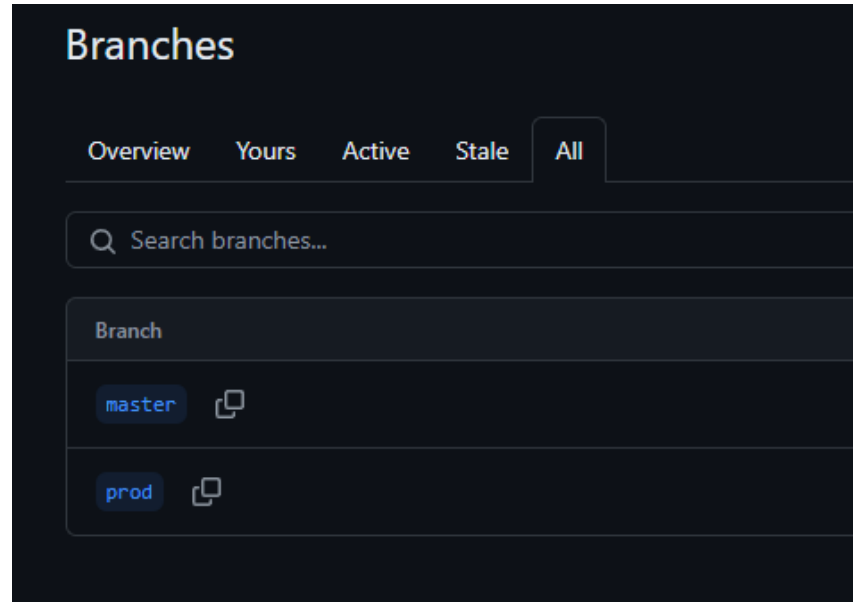 Branches
Overview Yours Active Stale All
Search branches...
Branch
master
prod